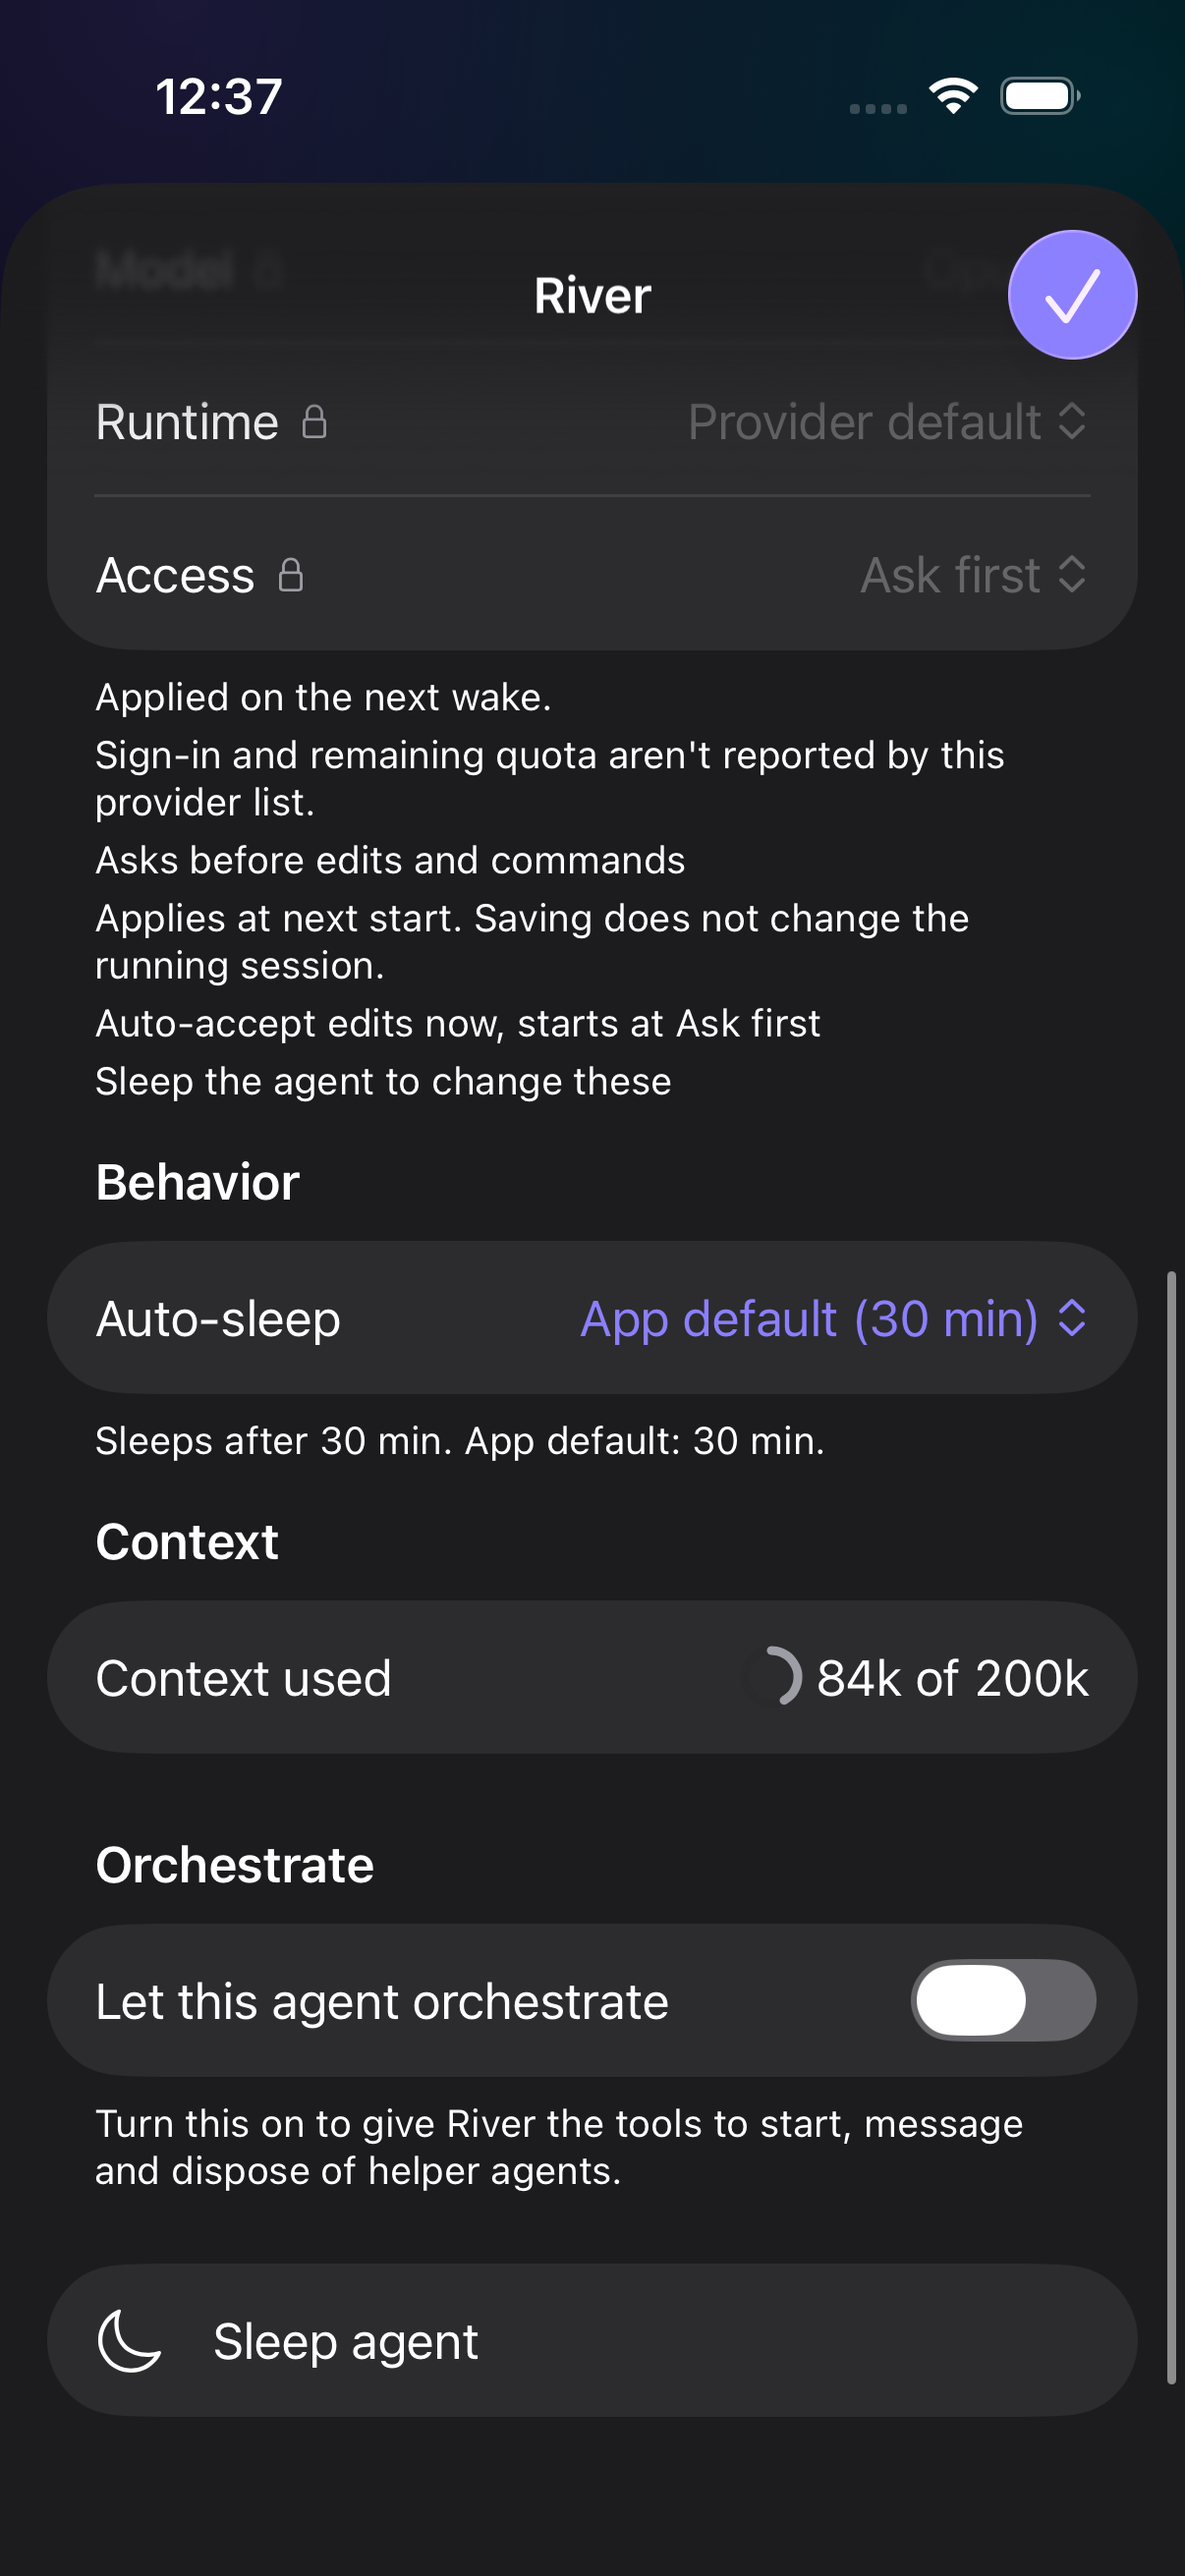 12:37
Model
River
Runtime
Provider default
Access
Ask first
Applied on the next wake.
Sign-in and remaining quota aren't reported by this
provider list.
Asks before edits and commands
Applies at next start. Saving does not change the
running session.
Auto-accept edits now, starts at Ask first
Sleep the agent to change these
Behavior
Auto-sleep
App default (30 min)
Sleeps after 30 min. App default: 30 min.
Context
Context used
84k of 200k
Orchestrate
Let this agent orchestrate
Turn this on to give River the tools to start, message
and dispose of helper agents.
Sleep agent